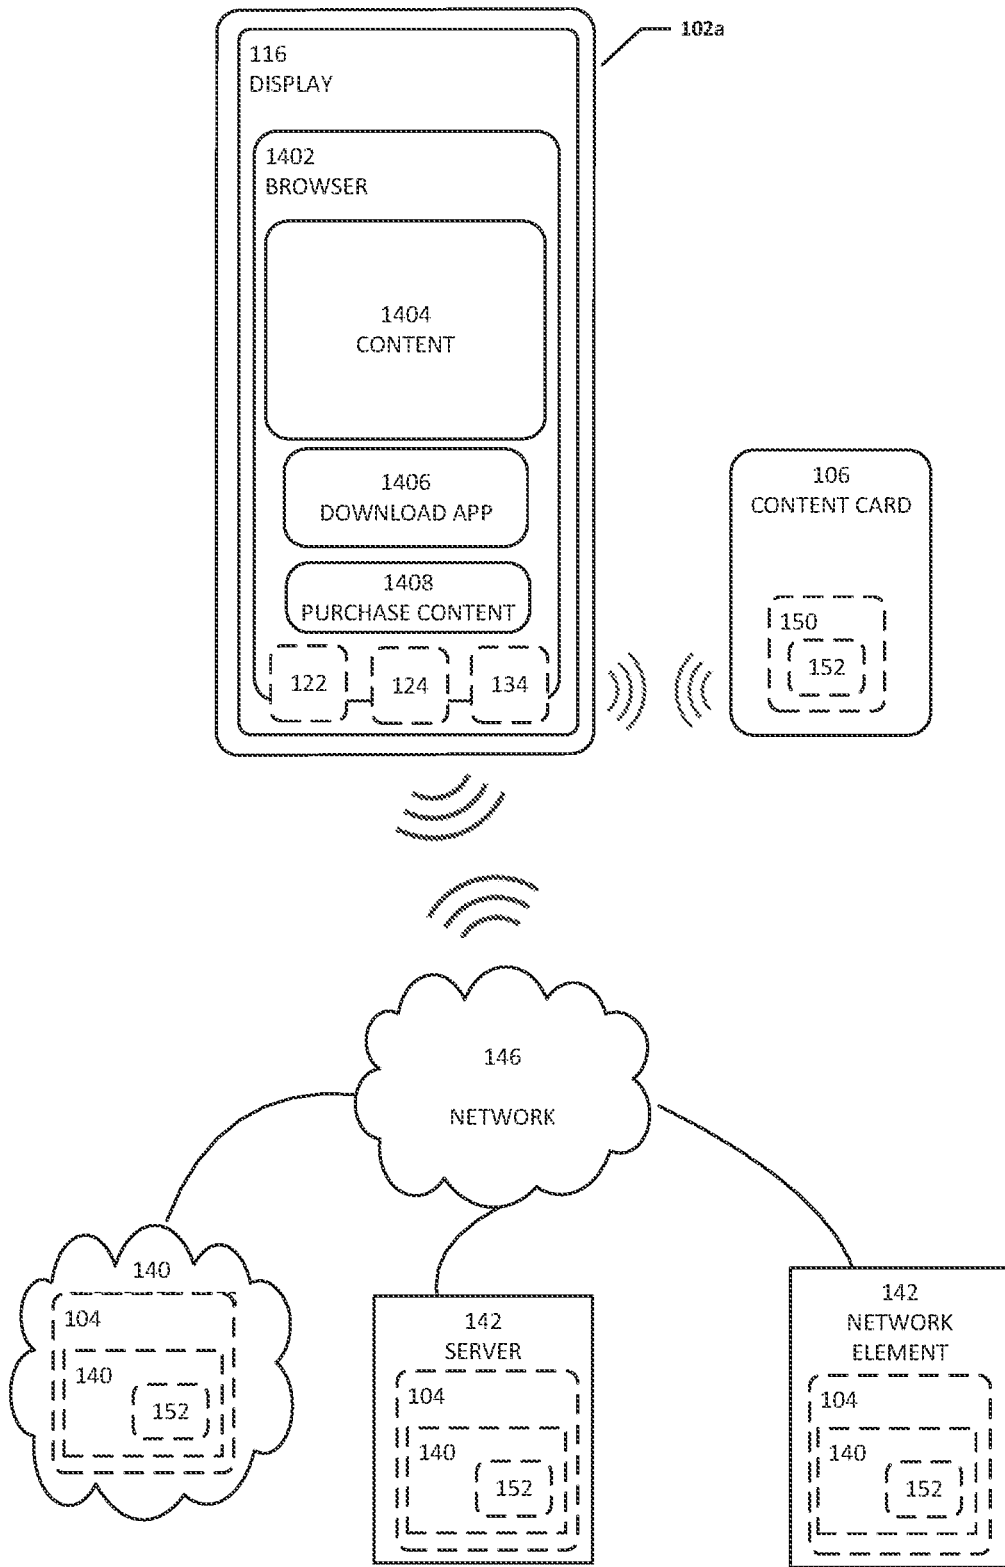 102a
116
DISPLAY
1402
BROWSER
1404
CONTENT
1406
DOWNLOAD APP
1408
PURCHASE CONTENT
122
124
134
106
CONTENT CARD
150
152
146
NETWORK
140
104
140
152
142
SERVER
104
140
152
142
NETWORK
ELEMENT
104
140
152